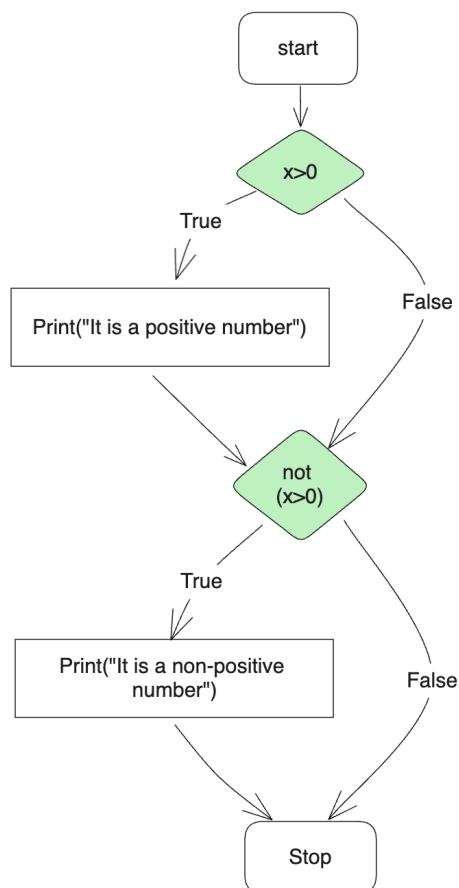 start
x>0
True
False
Print("It is a positive number")
not
(x>0)
True
False
Print("It is a non-positive
number")
Stop